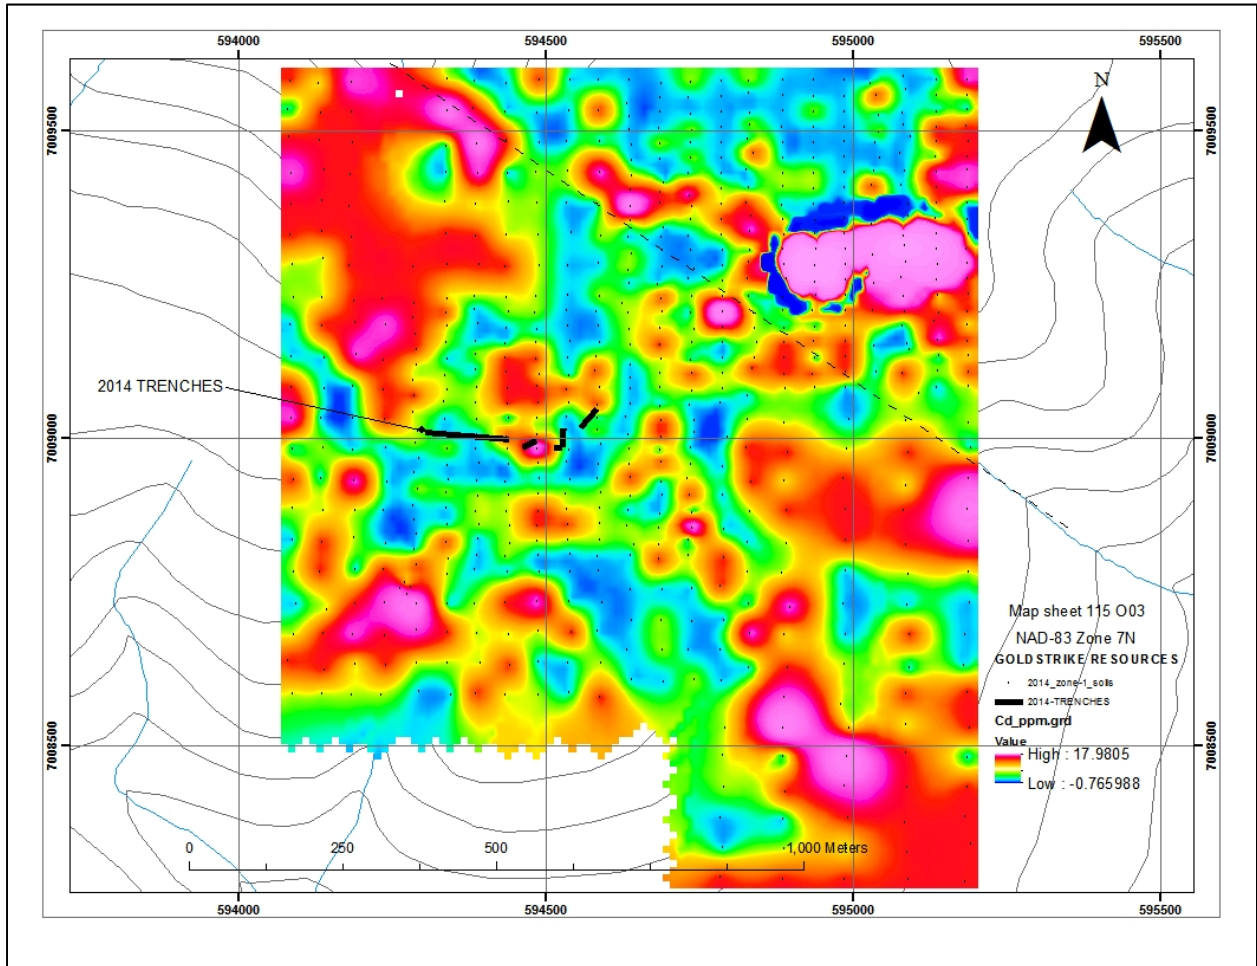 594000 594500 595000 595500
7009500 7009500
N
2014 TRENCHES
7009000 7009000
Map sheet 115 O03
NAD-83 Zone 7N
GOLDSTRIKE RESOURCES
2014_zone-1_soils
2014-TRENCHES
Cd_ppm.grd
Value
High : 17.9805
Low : -0.765988
7008500 7008500
0 250 500 1,000 Meters
594000 594500 595000 595500